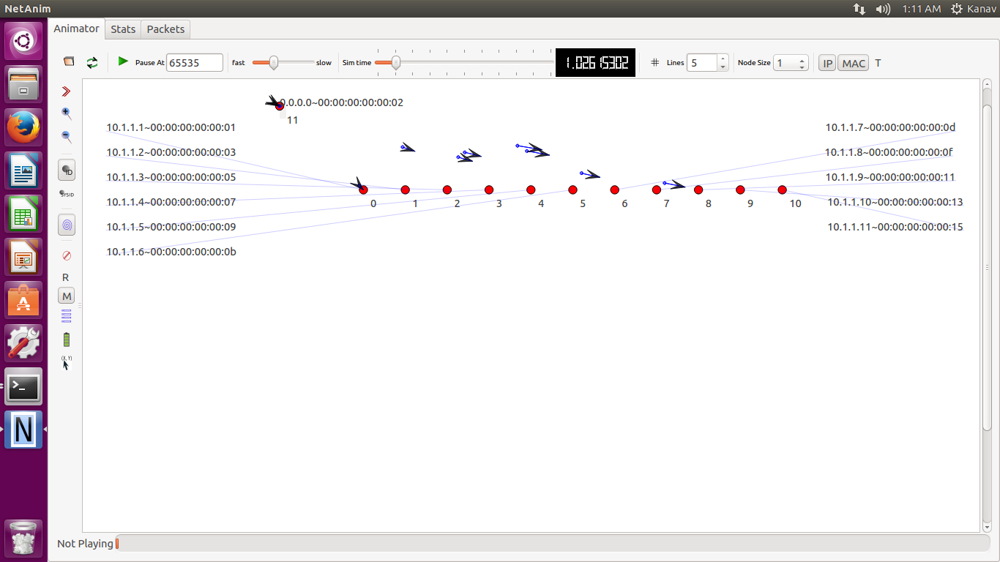 NetAnim
1:11 AM
Kanav
Animator
Stats
Packets
Pause At
65535
fast
slow
Sim time
1.02615302
#
Lines
5
Node Size
1
IP
MAC
T
ID
SYSID
R
M
(X, Y)
0.0.0.0~00:00:00:00:00:02
11
10.1.1.1~00:00:00:00:00:01
10.1.1.2~00:00:00:00:00:03
10.1.1.3~00:00:00:00:00:05
10.1.1.4~00:00:00:00:00:07
10.1.1.5~00:00:00:00:00:09
10.1.1.6~00:00:00:00:00:0b
10.1.1.7~00:00:00:00:00:0d
10.1.1.8~00:00:00:00:00:0f
10.1.1.9~00:00:00:00:00:11
10.1.1.10~00:00:00:00:00:13
10.1.1.11~00:00:00:00:00:15
0 1 2 3 4 5 6 7 8 9 10
N
Not Playing